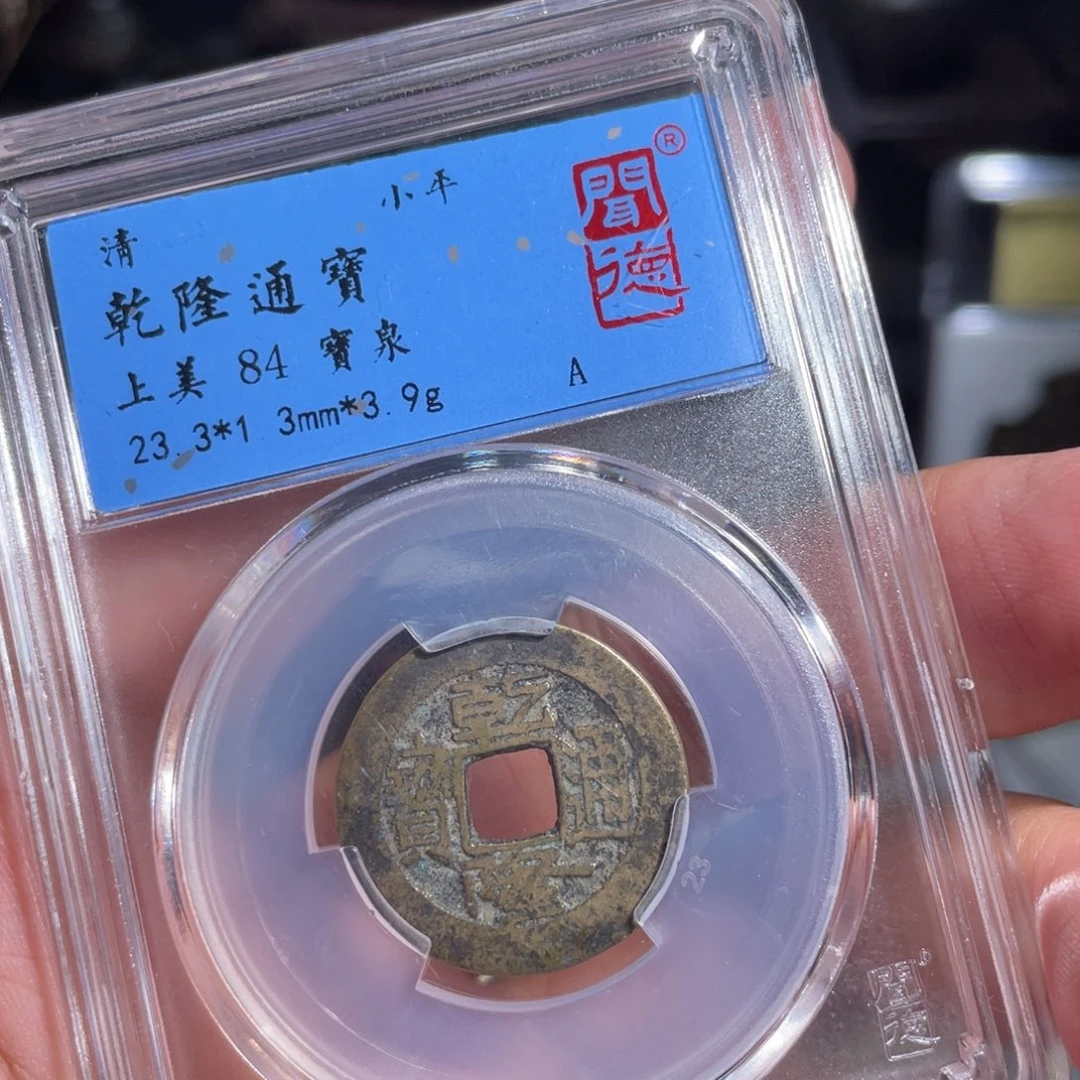 清 小平
乾隆通寶
上美 84 寶泉
23.3*1 3mm*3.9g A
聞德®
乾隆通寶
23
聞德